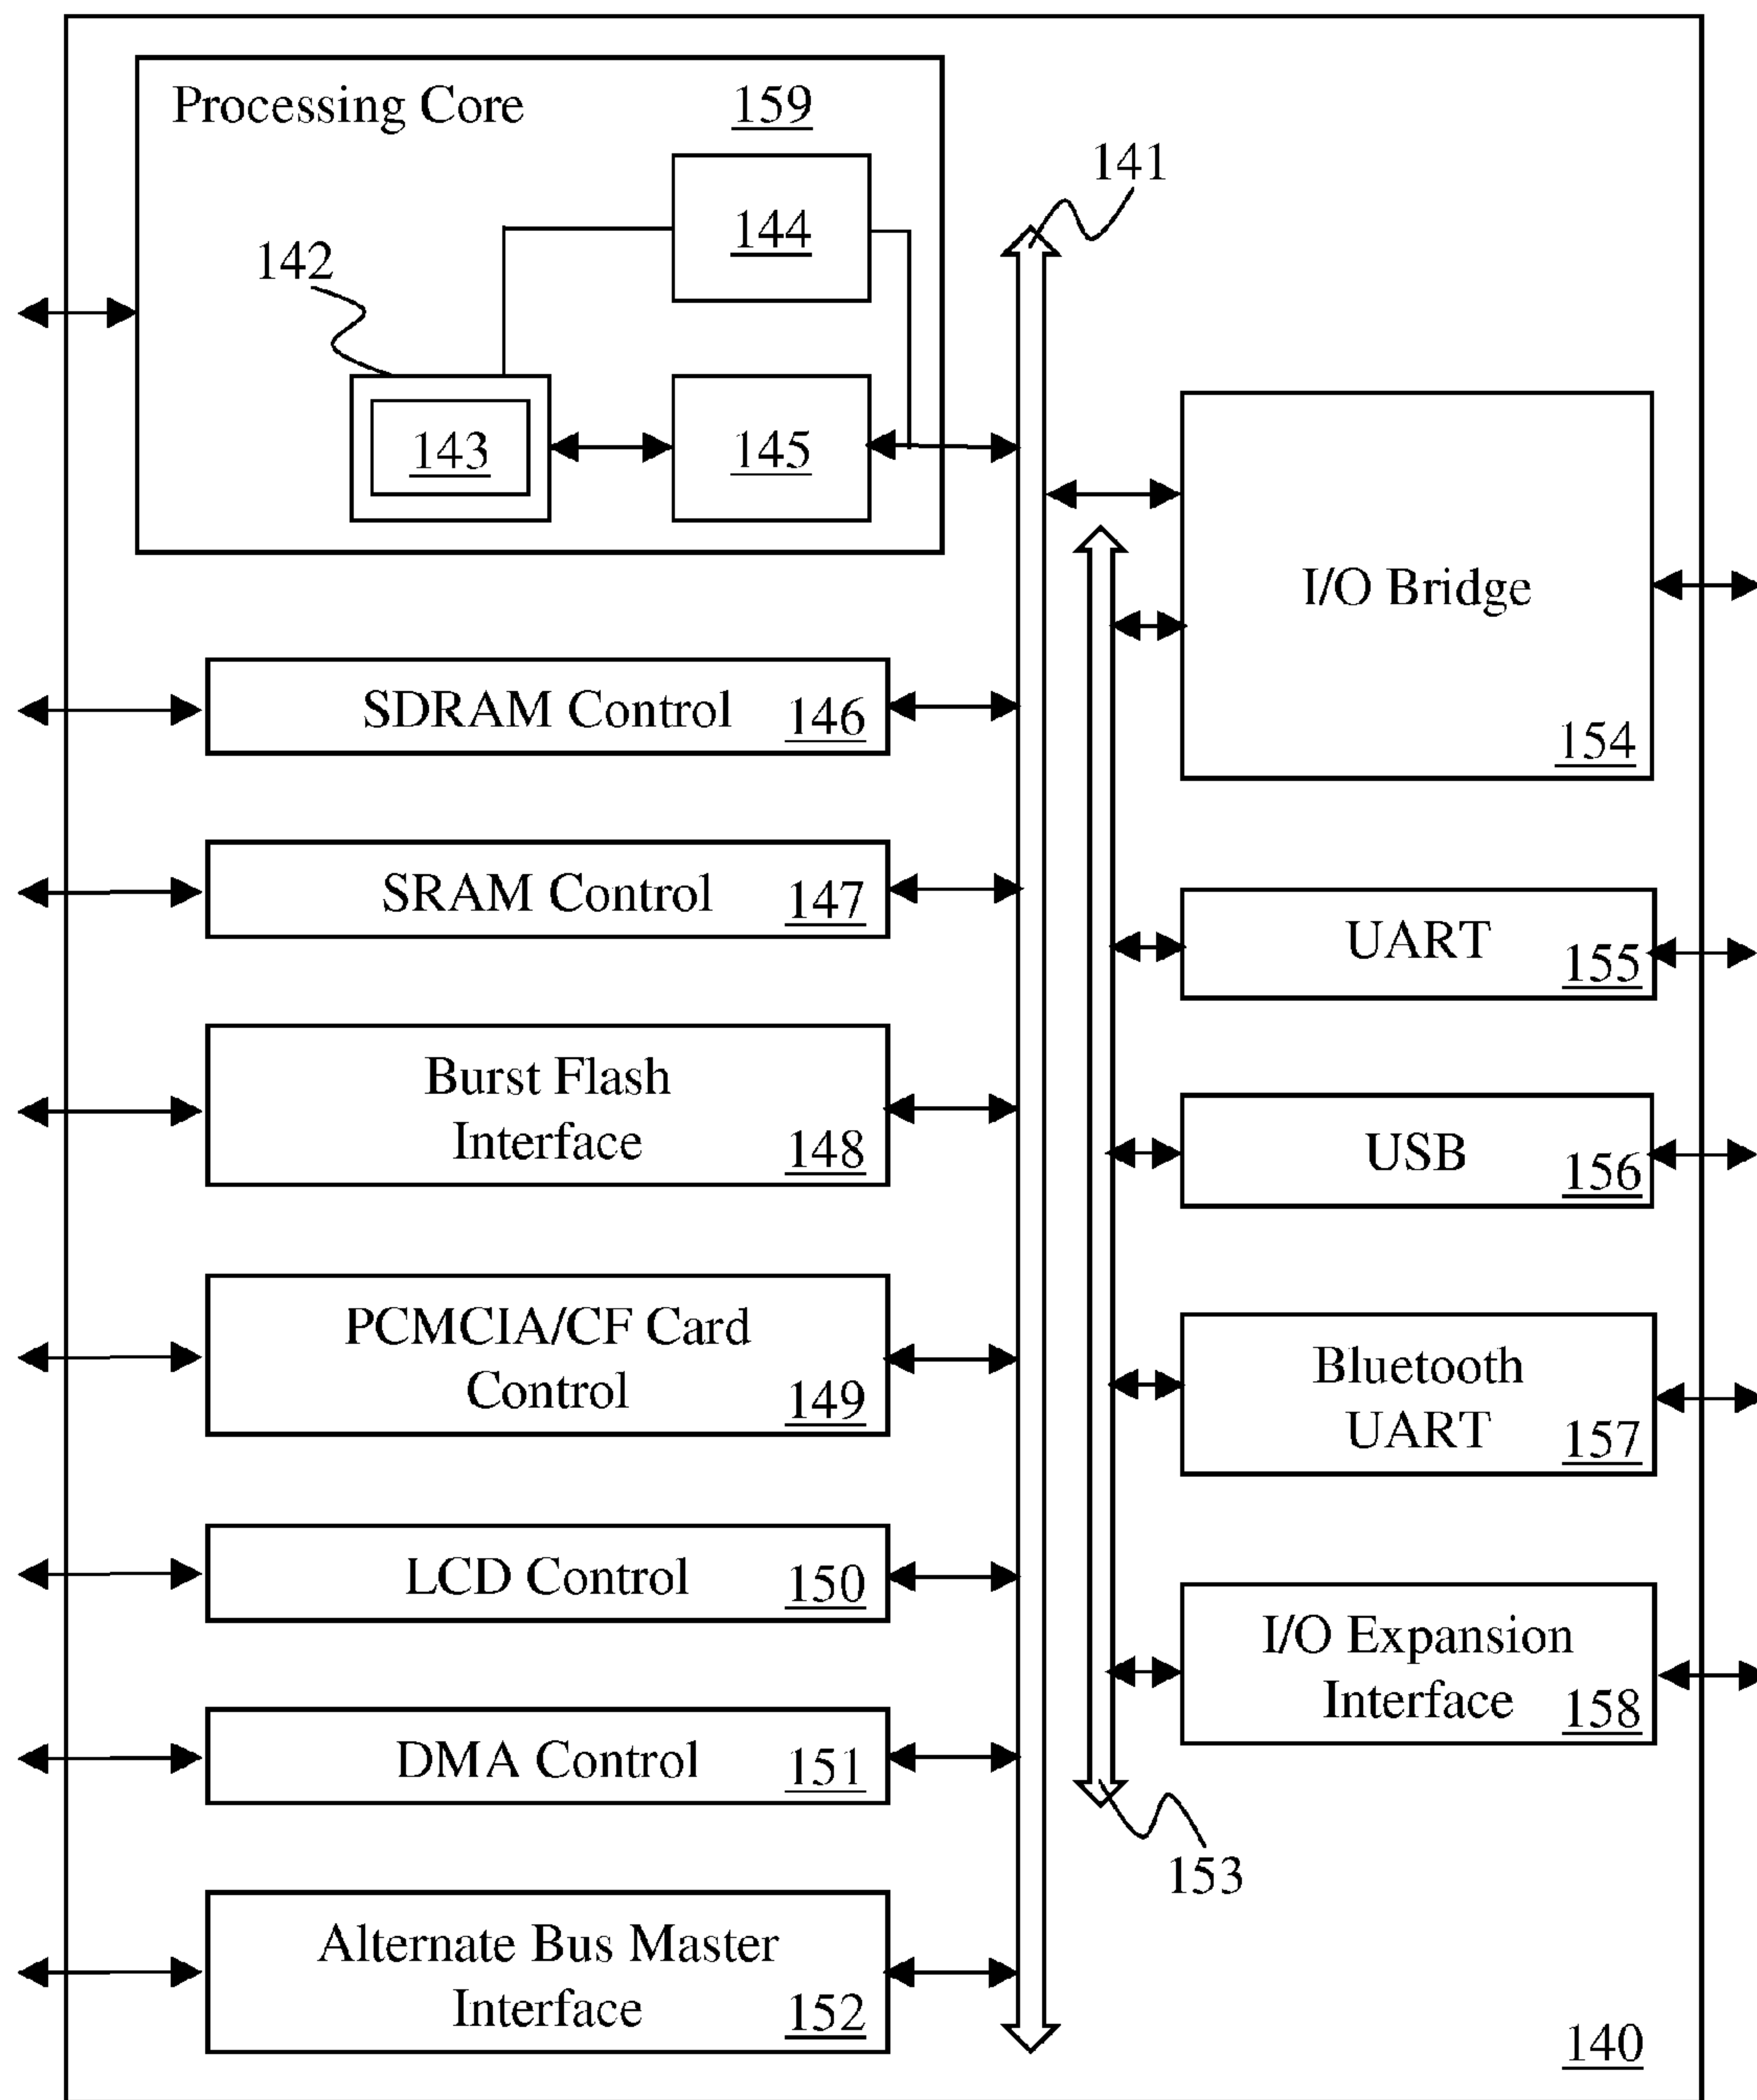 Processing Core 159
144
142
143
145
141
SDRAM Control 146
SRAM Control 147
Burst Flash
Interface 148
PCMCIA/CF Card
Control 149
LCD Control 150
DMA Control 151
Alternate Bus Master
Interface 152
I/O Bridge
154
UART 155
USB 156
Bluetooth
UART 157
I/O Expansion
Interface 158
153
140